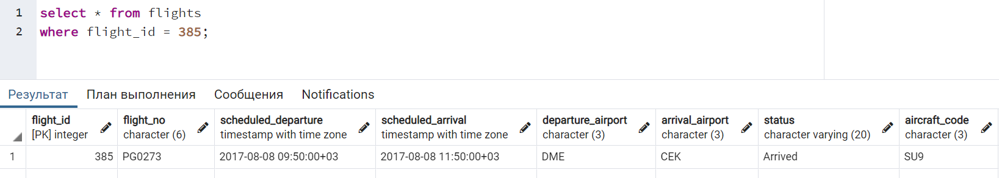 1 select * from flights
2 where flight_id = 385;
Результат План выполнения Сообщения Notifications
flight_id flight_no scheduled_departure scheduled_arrival departure_airport arrival_airport status aircraft_code
[PK] integer character (6) timestamp with time zone timestamp with time zone character (3) character (3) character varying (20) character (3)
1 385 PG0273 2017-08-08 09:50:00+03 2017-08-08 11:50:00+03 DME CEK Arrived SU9